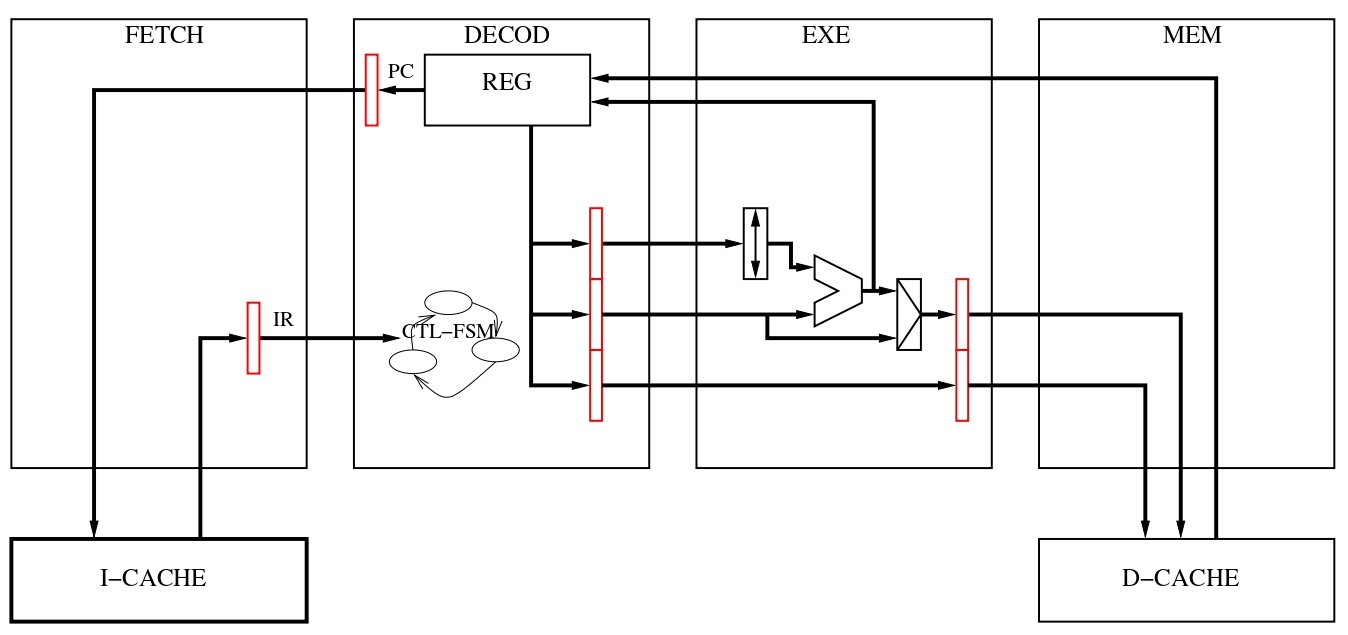 FETCH
DECOD
EXE
MEM
PC
REG
IR
CTL–FSM
I–CACHE
D–CACHE